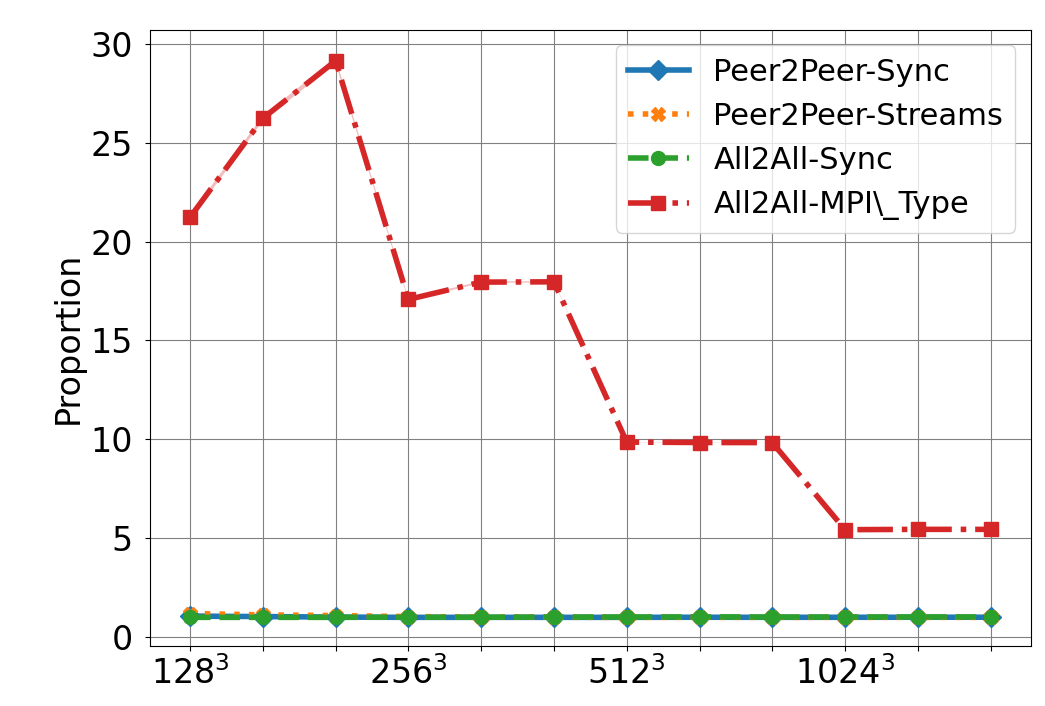 30
25
20
15
10
5
0
Proportion
Peer2Peer-Sync
Peer2Peer-Streams
All2All-Sync
All2All-MPI\_Type
128³ 256³ 512³ 1024³